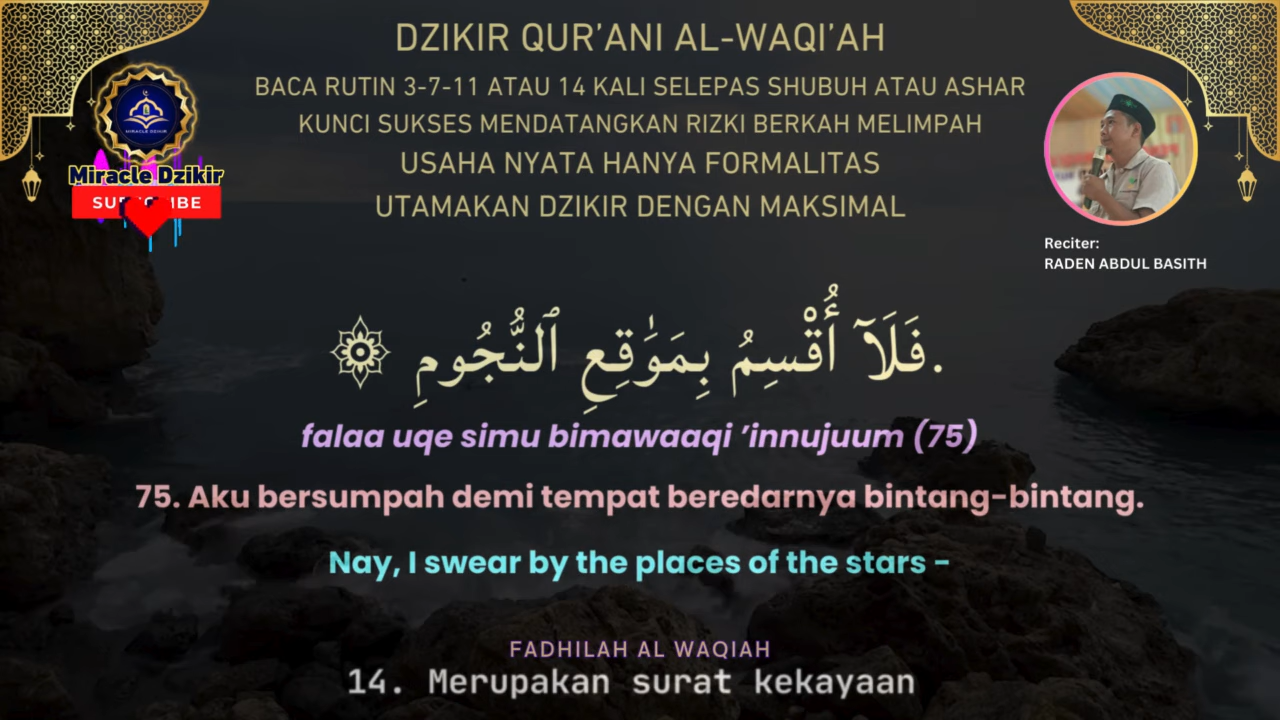 DZIKIR QUR'ANI AL-WAQI'AH
BACA RUTIN 3-7-11 ATAU 14 KALI SELEPAS SHUBUH ATAU ASHAR
KUNCI SUKSES MENDATANGKAN RIZKI BERKAH MELIMPAH
USAHA NYATA HANYA FORMALITAS
UTAMAKAN DZIKIR DENGAN MAKSIMAL
MIRACLE DZIKIR
Miracle Dzikir
Reciter:
RADEN ABDUL BASITH
.فَلَآ أُقْسِمُ بِمَوَٰقِعِ ٱلنُّجُومِ ۞
falaa uqe simu bimawaaqi 'innujuum (75)
75. Aku bersumpah demi tempat beredarnya bintang-bintang.
Nay, I swear by the places of the stars -
FADHILAH AL WAQIAH
14. Merupakan surat kekayaan